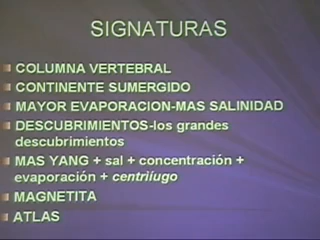 SIGNATURAS
COLUMNA VERTEBRAL
CONTINENTE SUMERGIDO
MAYOR EVAPORACION-MAS SALINIDAD
DESCUBRIMIENTOS-los grandes
descubrimientos
MAS YANG + sal + concentración +
evaporación + centriìugo
MAGNETITA
ATLAS